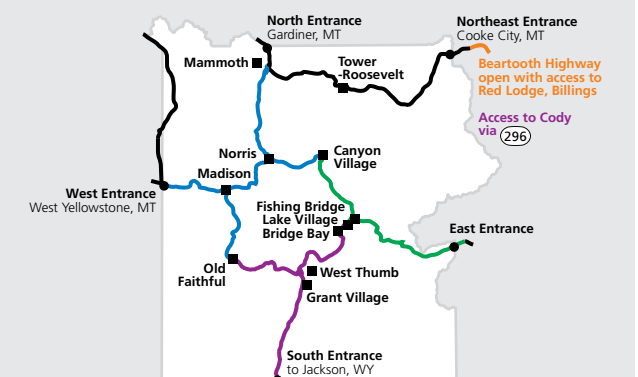 North Entrance
Gardiner, MT
Northeast Entrance
Cooke City, MT
Mammoth
Tower
-Roosevelt
Beartooth Highway
open with access to
Red Lodge, Billings
Access to Cody
via 296
Norris
Canyon
Village
Madison
West Entrance
West Yellowstone, MT
Fishing Bridge
Lake Village
Bridge Bay
East Entrance
Old
Faithful
West Thumb
Grant Village
South Entrance
to Jackson, WY